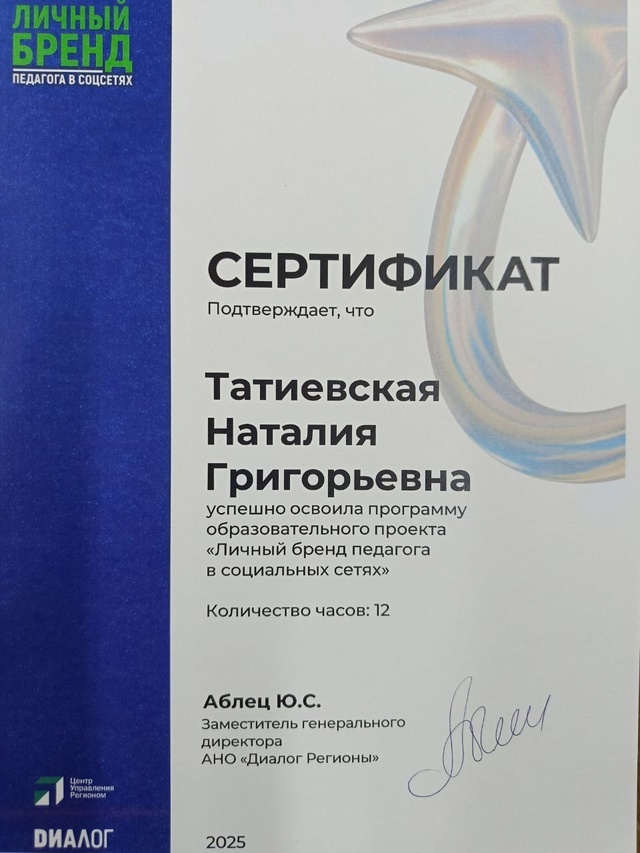 ЛИЧНЫЙ
БРЕНД
ПЕДАГОГА В СОЦСЕТЯХ
СЕРТИФИКАТ
Подтверждает, что
Татиевская
Наталия
Григорьевна
успешно освоила программу
образовательного проекта
«Личный бренд педагога
в социальных сетях»
Количество часов: 12
Аблец Ю.С.
Заместитель генерального
директора
АНО «Диалог Регионы»
Центр
Управления
Регионом
DИАЛОГ
2025